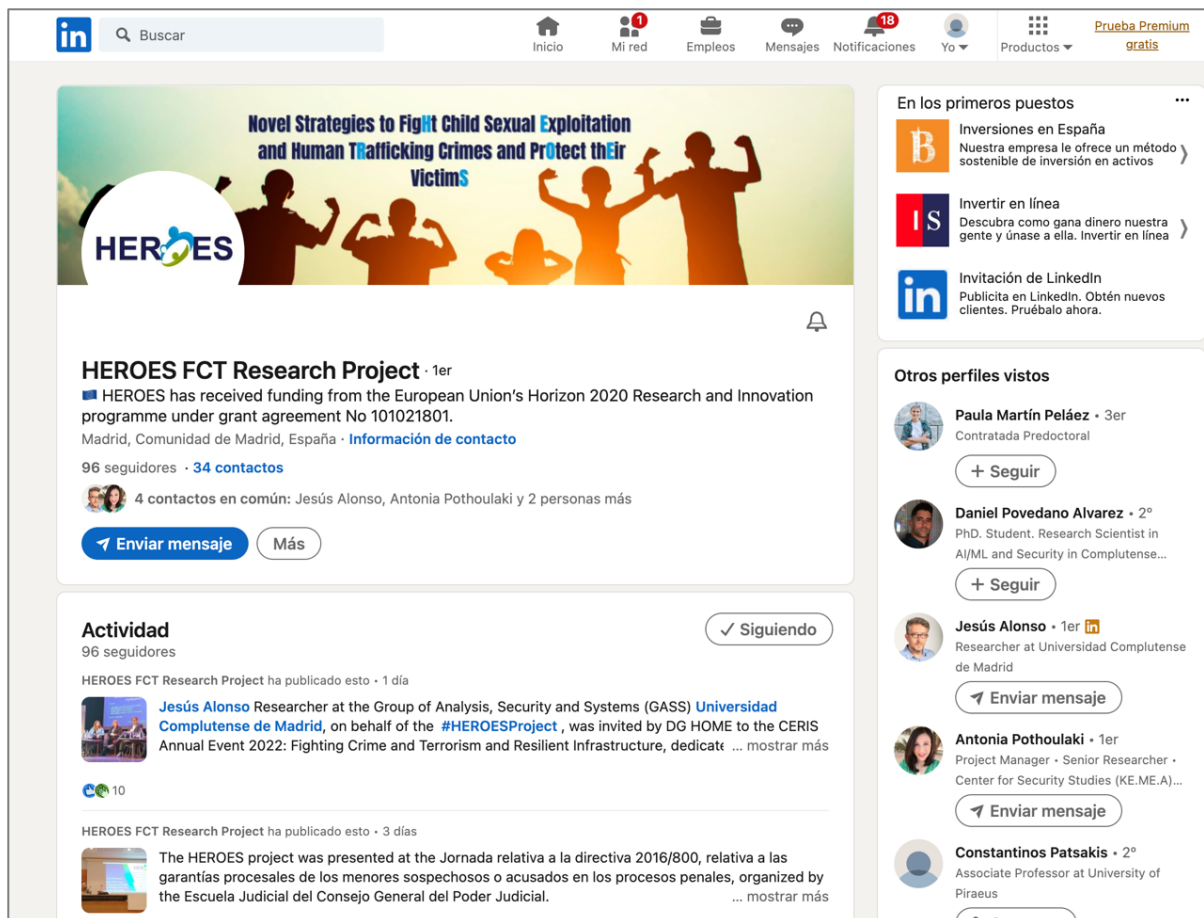 in
Buscar
Inicio
1
Mi red
Empleos
Mensajes
18
Notificaciones
Yo
Productos
Prueba Premium
gratis
Novel Strategies to FigHt Child Sexual Exploitation
and Human TRafficking Crimes and PrOtect thEir
VictimS
HEROES
HEROES FCT Research Project · 1er
HEROES has received funding from the European Union's Horizon 2020 Research and Innovation
programme under grant agreement No 101021801.
Madrid, Comunidad de Madrid, España · Información de contacto
96 seguidores · 34 contactos
4 contactos en común: Jesús Alonso, Antonia Pothoulaki y 2 personas más
Enviar mensaje
Más
Actividad
96 seguidores
Siguiendo
HEROES FCT Research Project ha publicado esto • 1 día
Jesús Alonso Researcher at the Group of Analysis, Security and Systems (GASS) Universidad
Complutense de Madrid, on behalf of the #HEROESProject , was invited by DG HOME to the CERIS
Annual Event 2022: Fighting Crime and Terrorism and Resilient Infrastructure, dedicate ... mostrar más
10
HEROES FCT Research Project ha publicado esto • 3 días
The HEROES project was presented at the Jornada relativa a la directiva 2016/800, relativa a las
garantías procesales de los menores sospechosos o acusados en los procesos penales, organized by
the Escuela Judicial del Consejo General del Poder Judicial. ... mostrar más
En los primeros puestos
B
Inversiones en España
Nuestra empresa le ofrece un método
sostenible de inversión en activos
I S
Invertir en línea
Descubra como gana dinero nuestra
gente y únase a ella. Invertir en línea
in
Invitación de LinkedIn
Publicita en LinkedIn. Obtén nuevos
clientes. Pruébalo ahora.
Otros perfiles vistos
Paula Martín Peláez • 3er
Contratada Predoctoral
+ Seguir
Daniel Povedano Alvarez • 2º
PhD. Student. Research Scientist in
AI/ML and Security in Complutense...
+ Seguir
Jesús Alonso • 1er in
Researcher at Universidad Complutense
de Madrid
Enviar mensaje
Antonia Pothoulaki • 1er
Project Manager • Senior Researcher •
Center for Security Studies (KE.ME.A)...
Enviar mensaje
Constantinos Patsakis • 2º
Associate Professor at University of
Piraeus